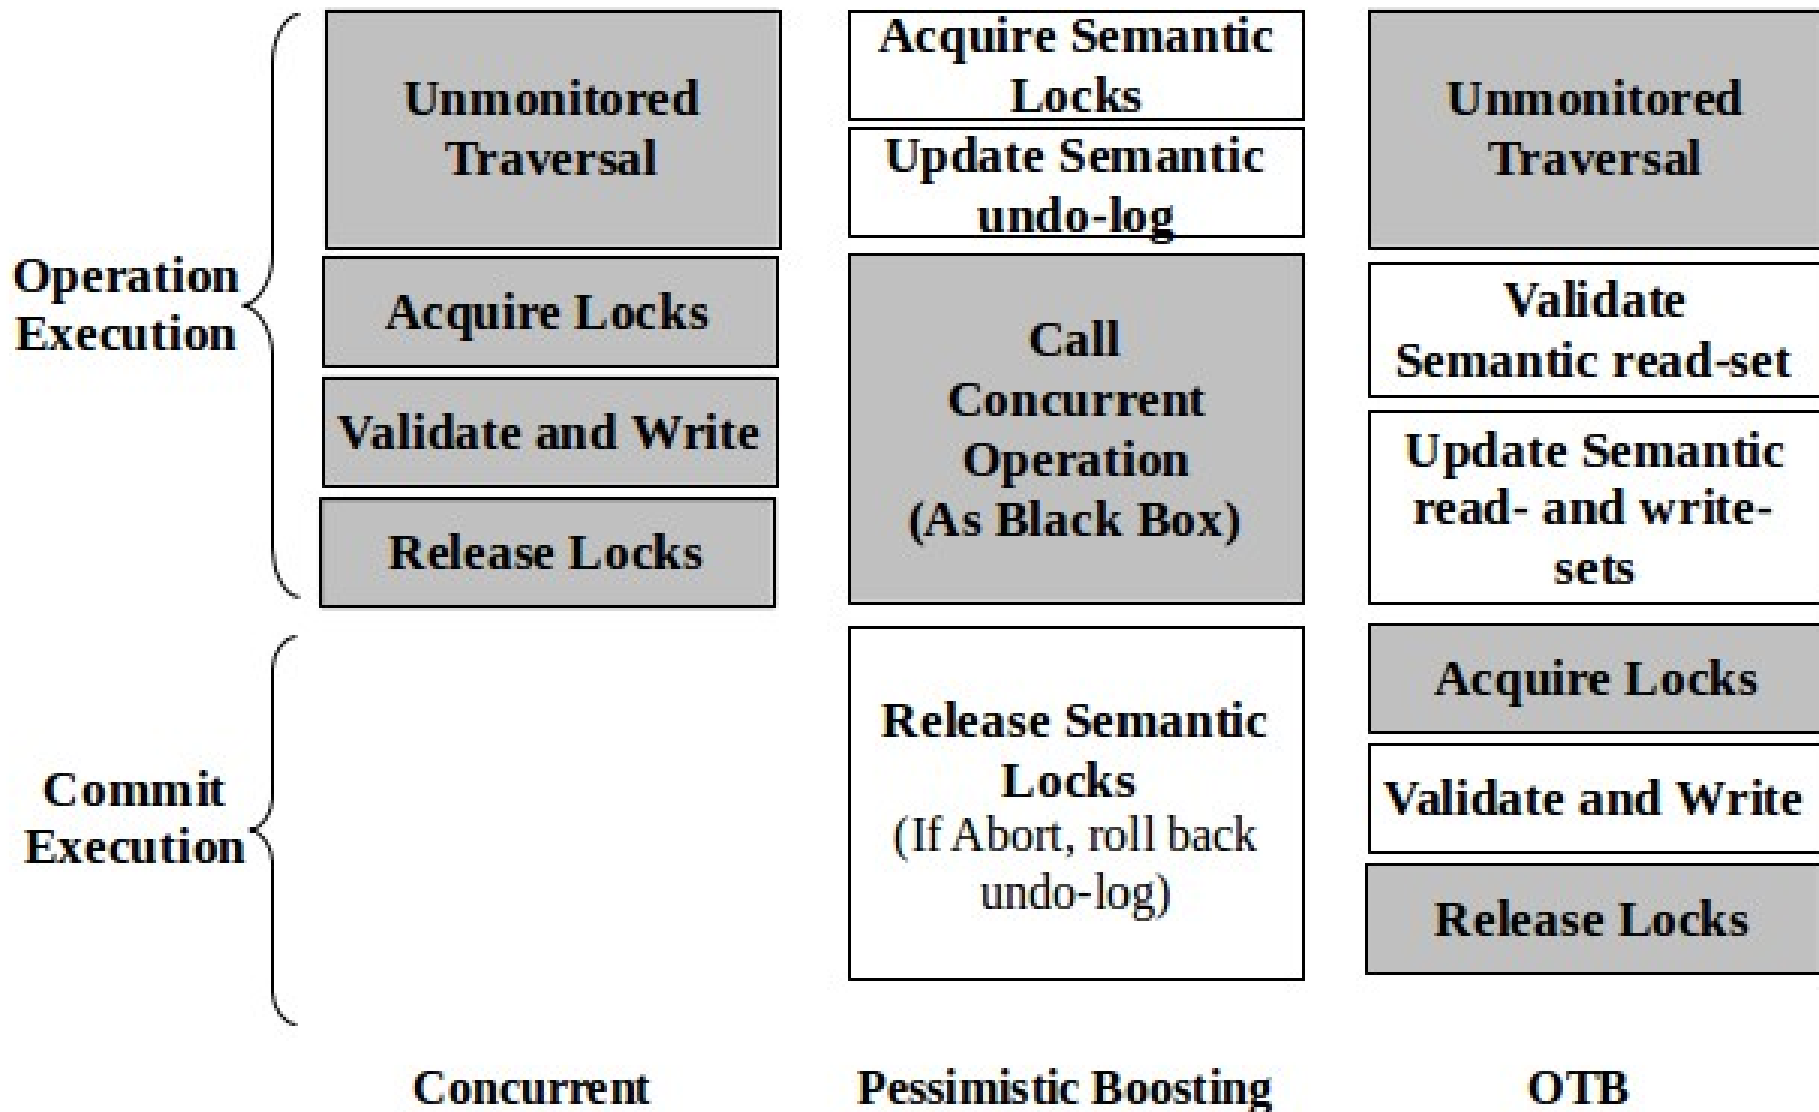 Operation
Execution
Unmonitored
Traversal
Acquire Locks
Validate and Write
Release Locks
Acquire Semantic
Locks
Update Semantic
undo-log
Call
Concurrent
Operation
(As Black Box)
Unmonitored
Traversal
Validate
Semantic read-set
Update Semantic
read- and write-
sets
Commit
Execution
Release Semantic
Locks
(If Abort, roll back
undo-log)
Acquire Locks
Validate and Write
Release Locks
Concurrent
Pessimistic Boosting
OTB